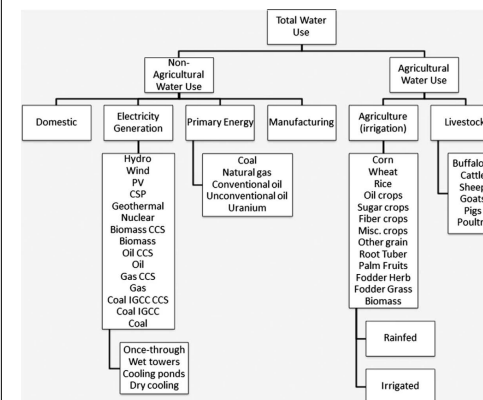 Total Water
Use
Non-
Agricultural
Water Use
Agricultural
Water Use
Domestic
Electricity
Generation
Primary Energy
Manufacturing
Agriculture
(irrigation)
Livestock
Hydro
Wind
PV
CSP
Geothermal
Nuclear
Biomass CCS
Biomass
Oil CCS
Oil
Gas CCS
Gas
Coal IGCC CCS
Coal IGCC
Coal
Once-through
Wet towers
Cooling ponds
Dry cooling
Coal
Natural gas
Conventional oil
Unconventional oil
Uranium
Corn
Wheat
Rice
Oil crops
Sugar crops
Fiber crops
Misc. crops
Other grain
Root Tuber
Palm Fruits
Fodder Herb
Fodder Grass
Biomass
Rainfed
Irrigated
Buffalo
Cattle
Sheep
Goats
Pigs
Poultr